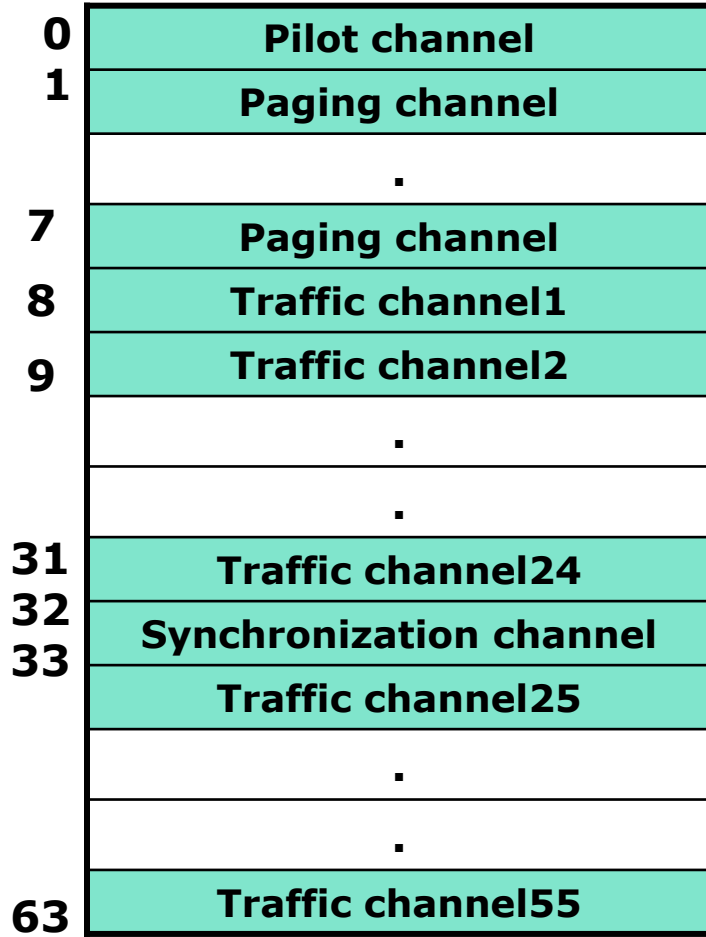 0 Pilot channel
1 Paging channel
.
7 Paging channel
8 Traffic channel1
9 Traffic channel2
.
.
31 Traffic channel24
32 Synchronization channel
33 Traffic channel25
.
.
63 Traffic channel55